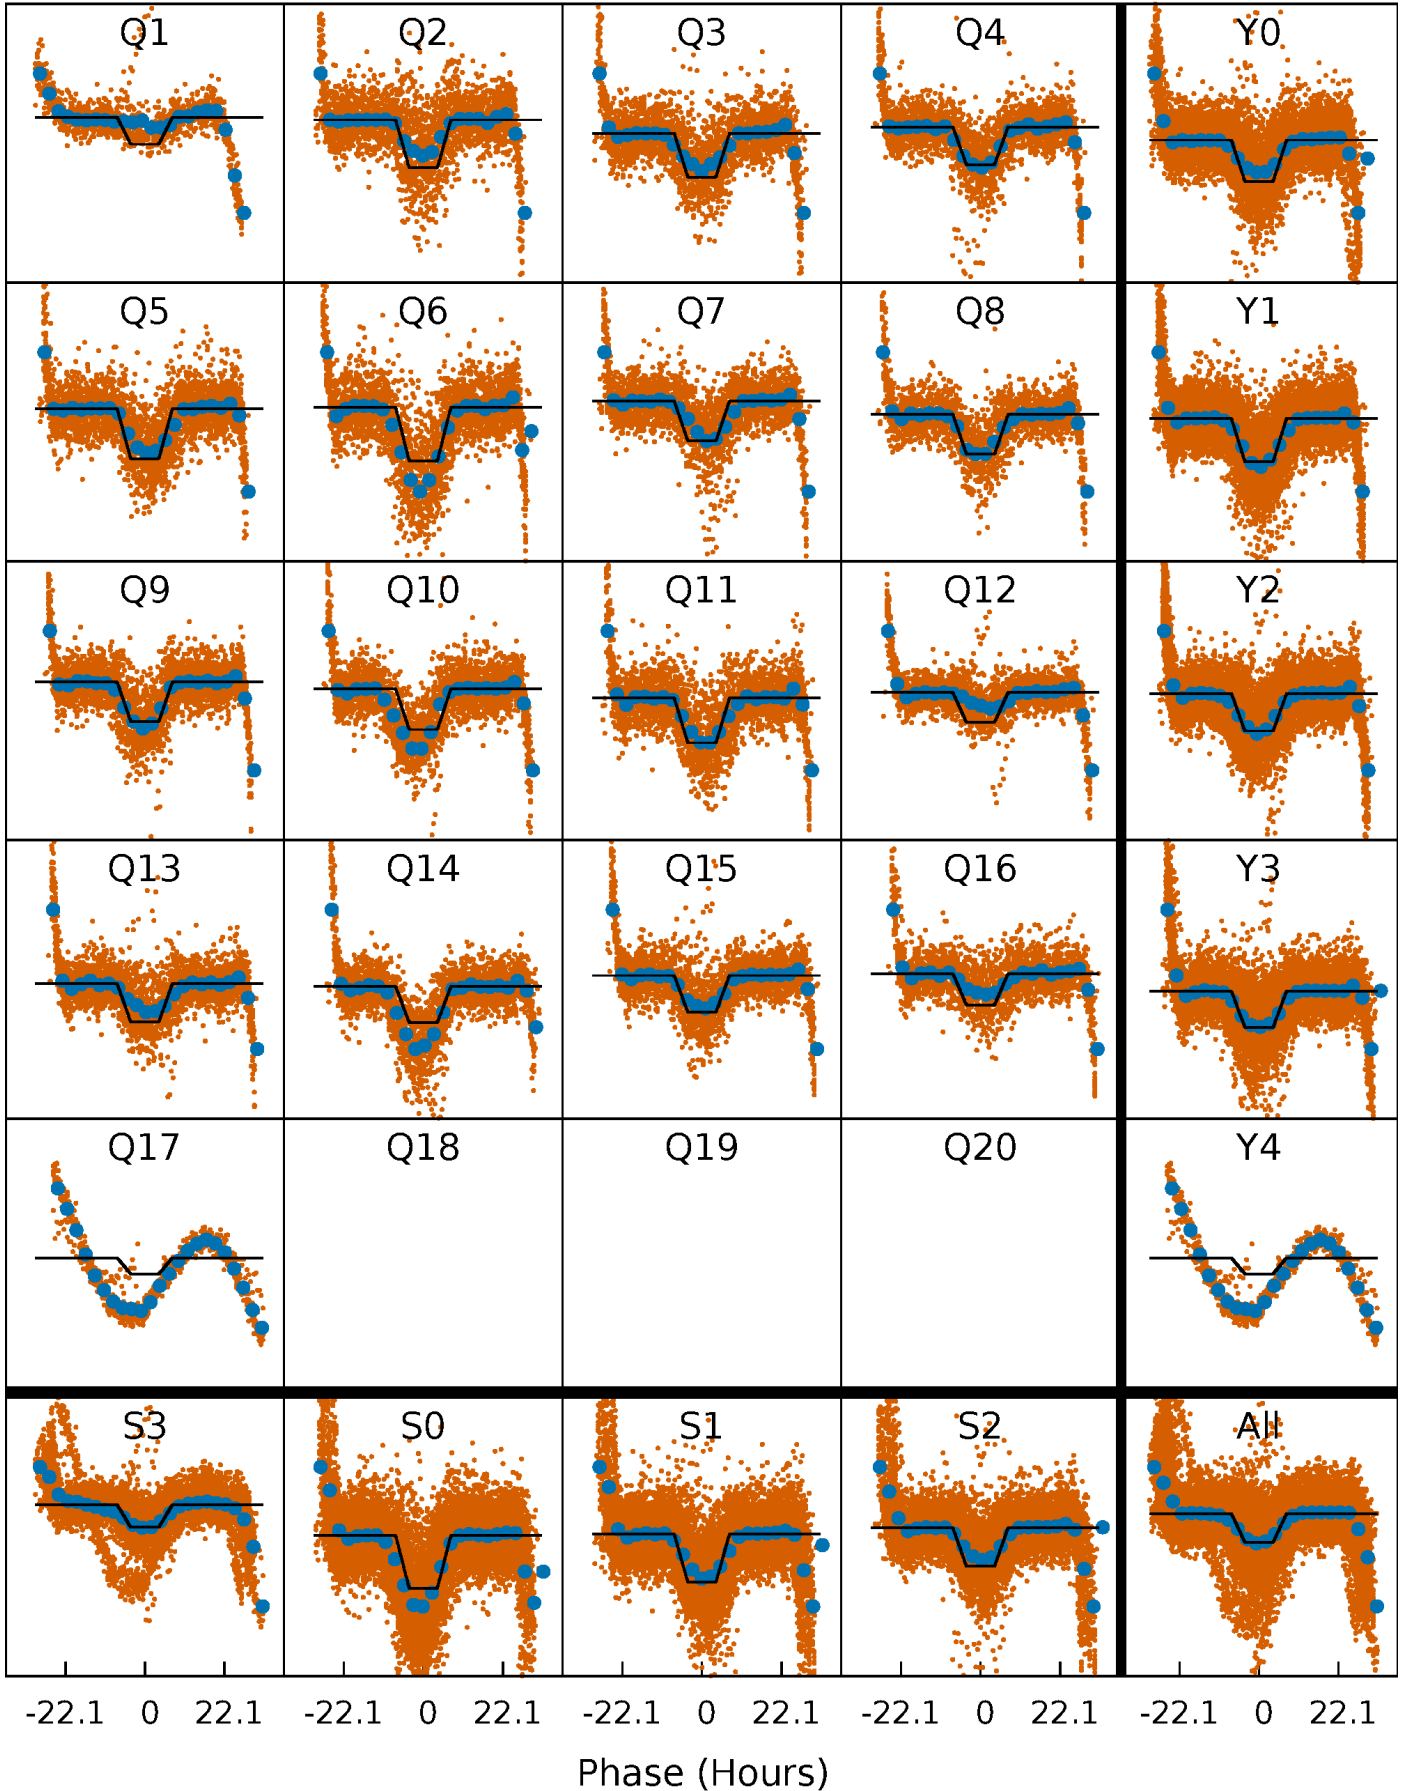 Q1 Q2 Q3 Q4 Y0
Q5 Q6 Q7 Q8 Y1
Q9 Q10 Q11 Q12 Y2
Q13 Q14 Q15 Q16 Y3
Q17 Q18 Q19 Q20 Y4
S3 S0 S1 S2 All
-22.1 0 22.1 -22.1 0 22.1 -22.1 0 22.1 -22.1 0 22.1 -22.1 0 22.1
Phase (Hours)